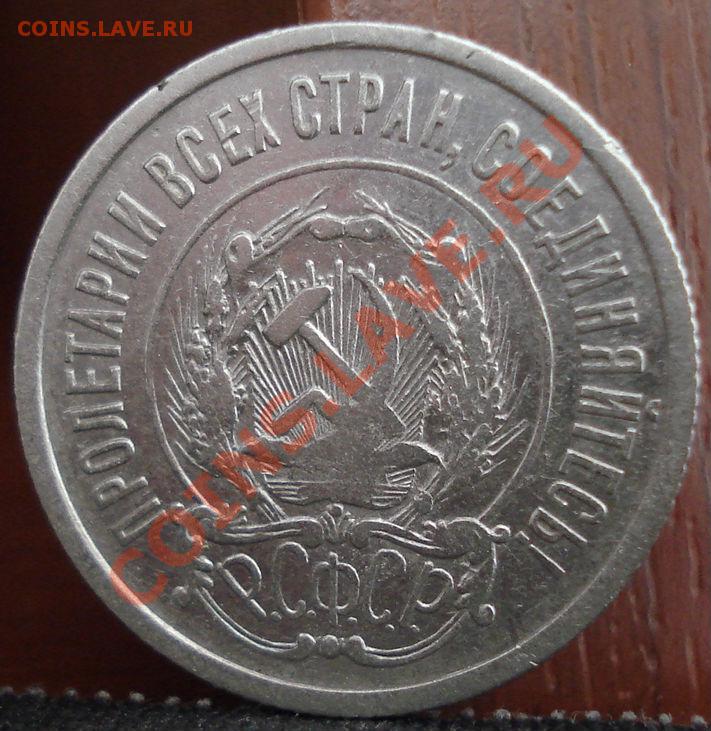 COINS.LAVE.RU
ПРОЛЕТАРИИ ВСЕХ СТРАН, СОЕДИНЯЙТЕСЬ!
COINS.LAVE.RU
Р.С.Ф.С.Р.